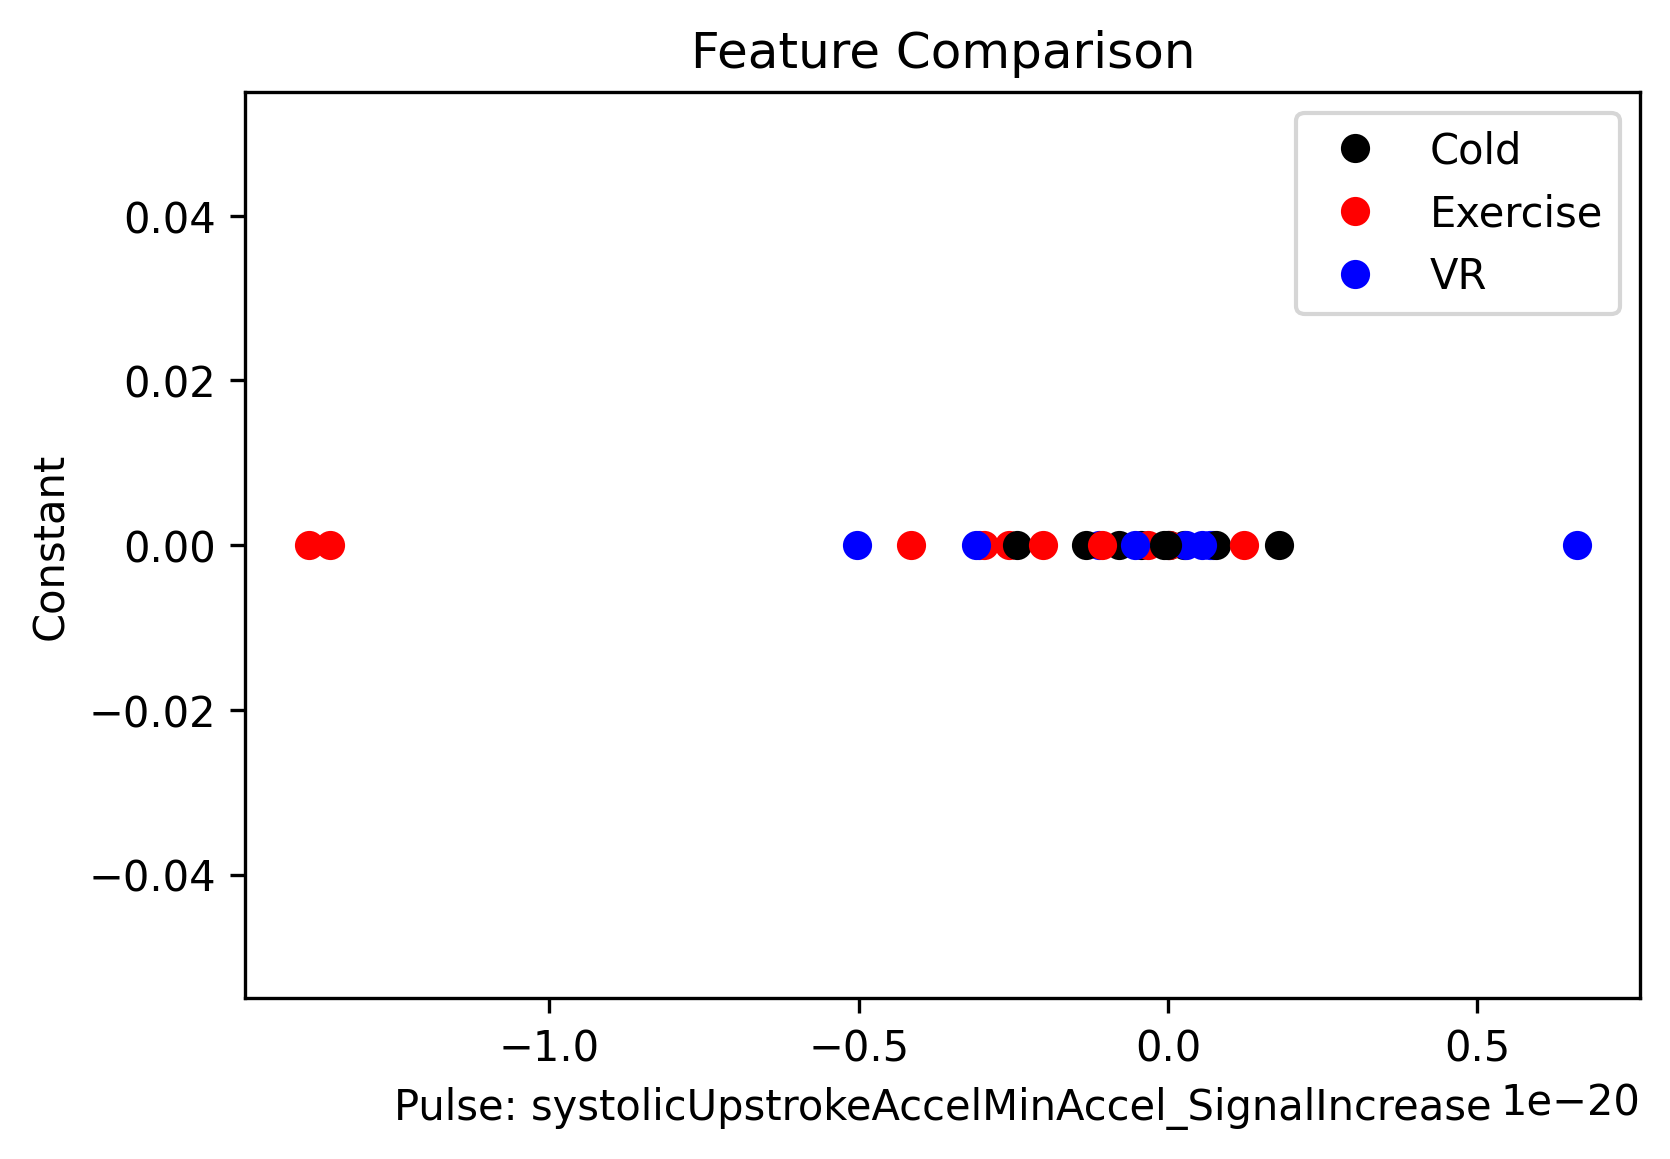 Feature Comparison
Cold
Exercise
VR
0.04
0.02
0.00
−0.02
−0.04
Constant
−1.0 −0.5 0.0 0.5
Pulse: systolicUpstrokeAccelMinAccel_SignalIncrease 1e−20